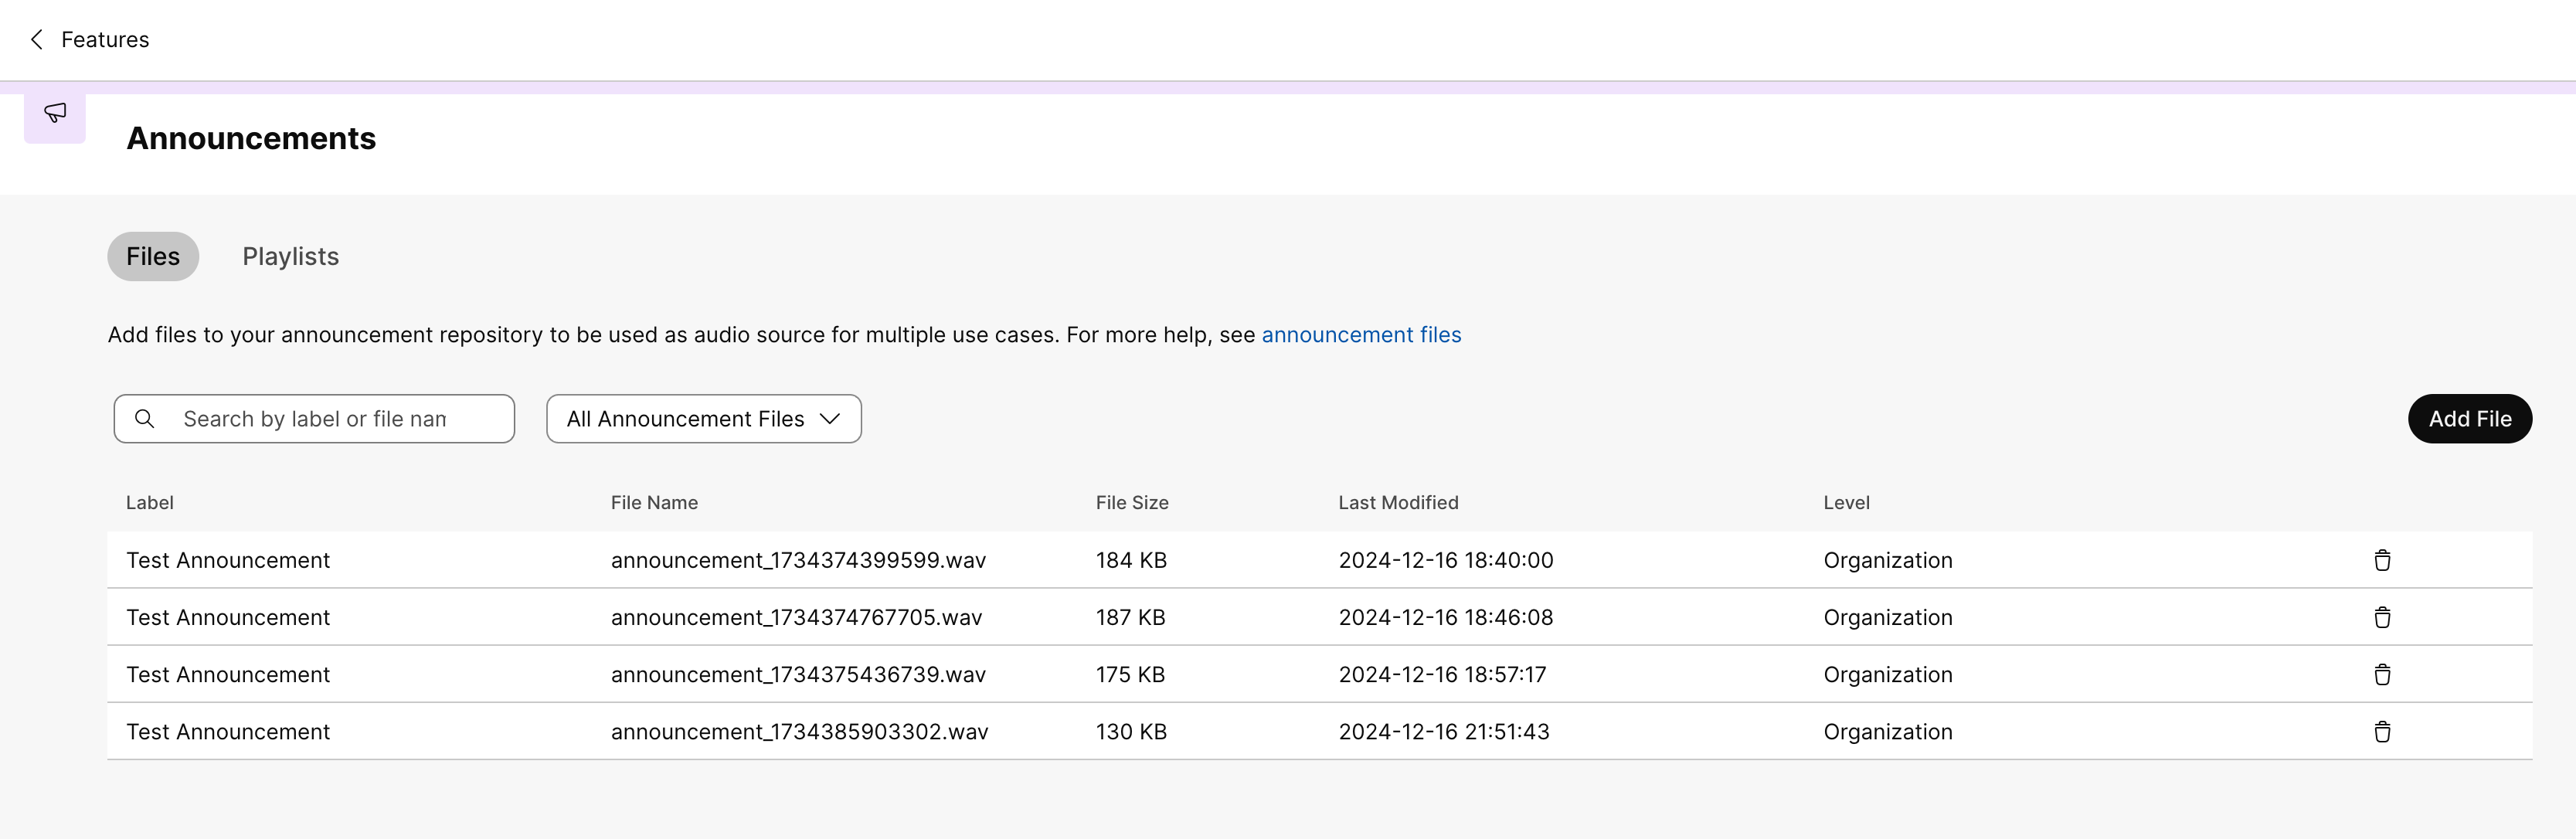 Features
Announcements
Files Playlists
Add files to your announcement repository to be used as audio source for multiple use cases. For more help, see announcement files
Search by label or file nam All Announcement Files Add File
Label File Name File Size Last Modified Level
Test Announcement announcement_1734374399599.wav 184 KB 2024-12-16 18:40:00 Organization
Test Announcement announcement_1734374767705.wav 187 KB 2024-12-16 18:46:08 Organization
Test Announcement announcement_1734375436739.wav 175 KB 2024-12-16 18:57:17 Organization
Test Announcement announcement_1734385903302.wav 130 KB 2024-12-16 21:51:43 Organization